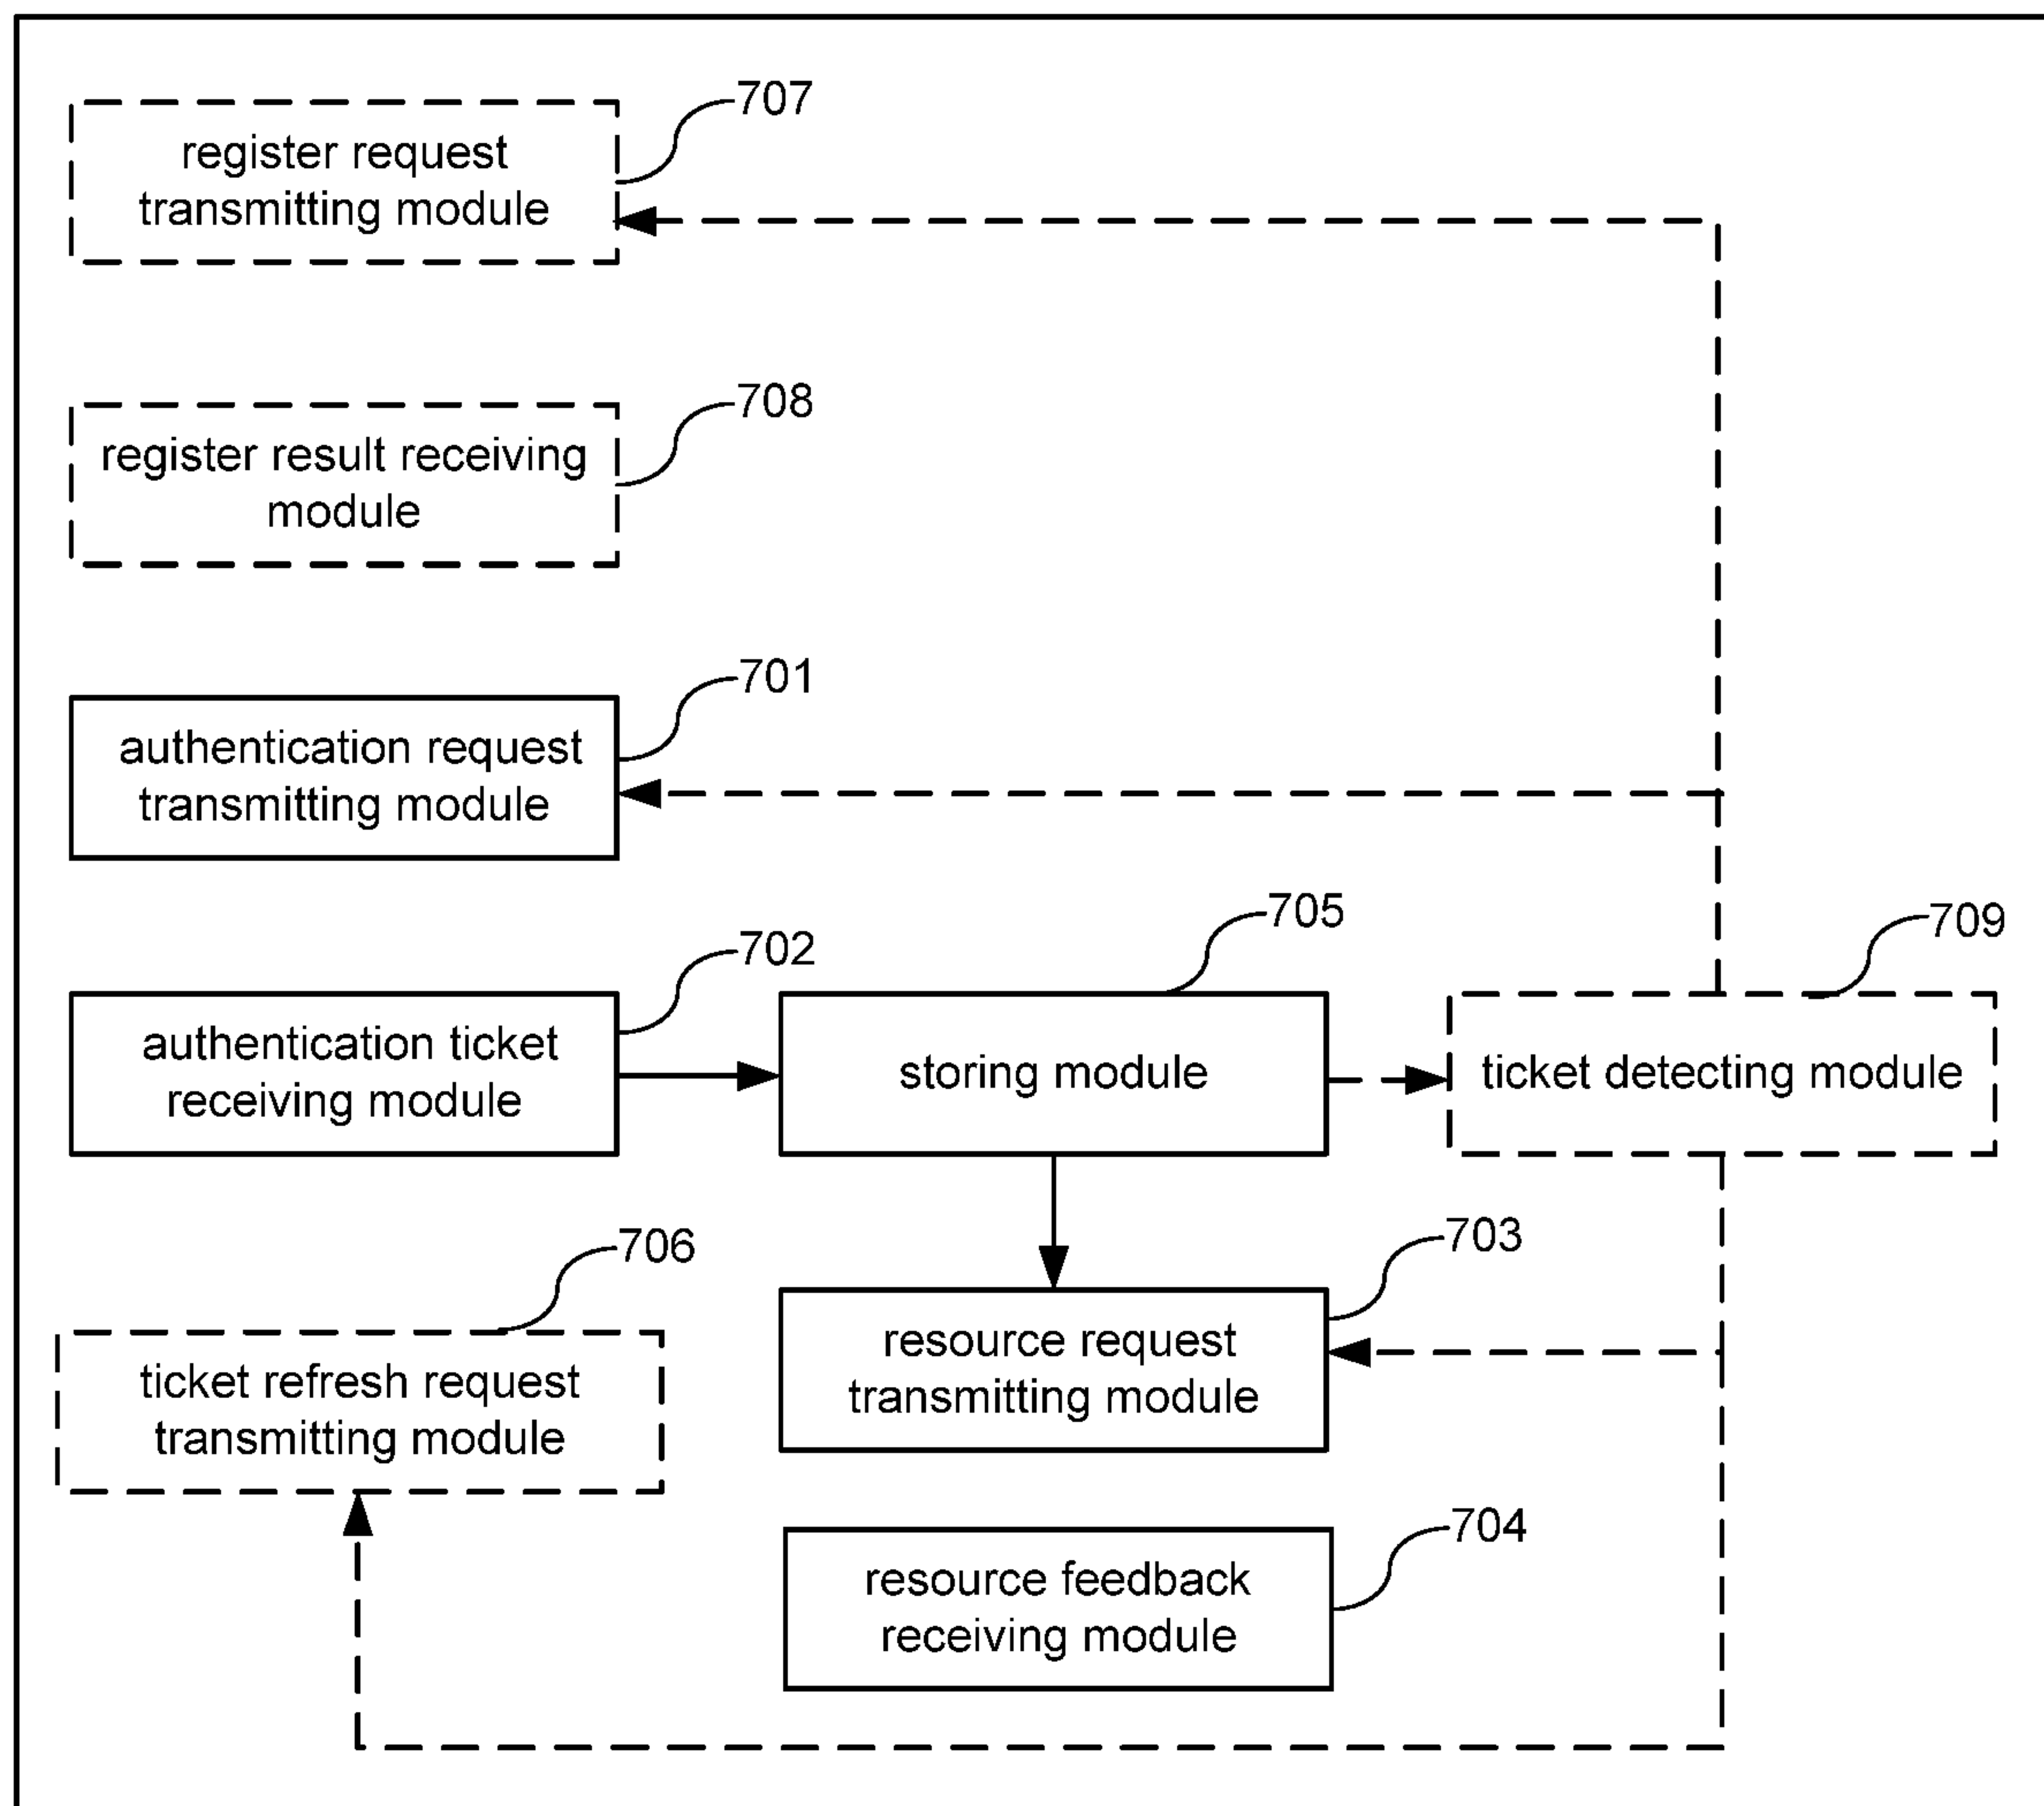 707
register request
transmitting module
708
register result receiving
module
701
authentication request
transmitting module
705
709
702
authentication ticket
receiving module
storing module
ticket detecting module
706
703
ticket refresh request
transmitting module
resource request
transmitting module
704
resource feedback
receiving module